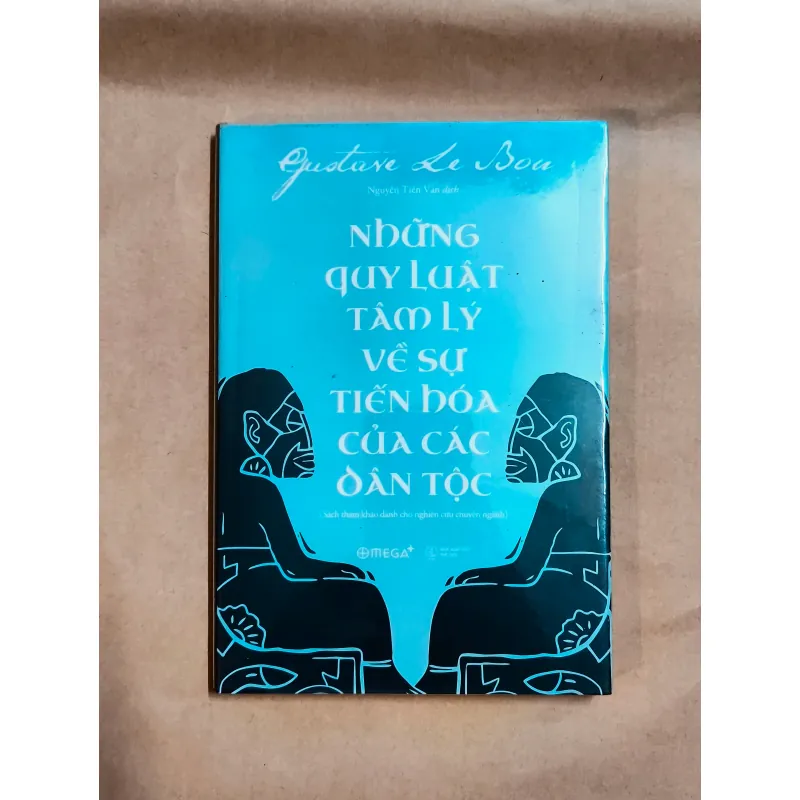 Gustave Le Bon
Nguyễn Tiến Văn dịch
NHỮNG
QUY LUẬT
TÂM LÝ
VỀ SỰ
TIẾN HÓA
CỦA CÁC
DÂN TỘC
(Sách tham khảo dành cho nghiên cứu chuyên ngành)
OMEGA+